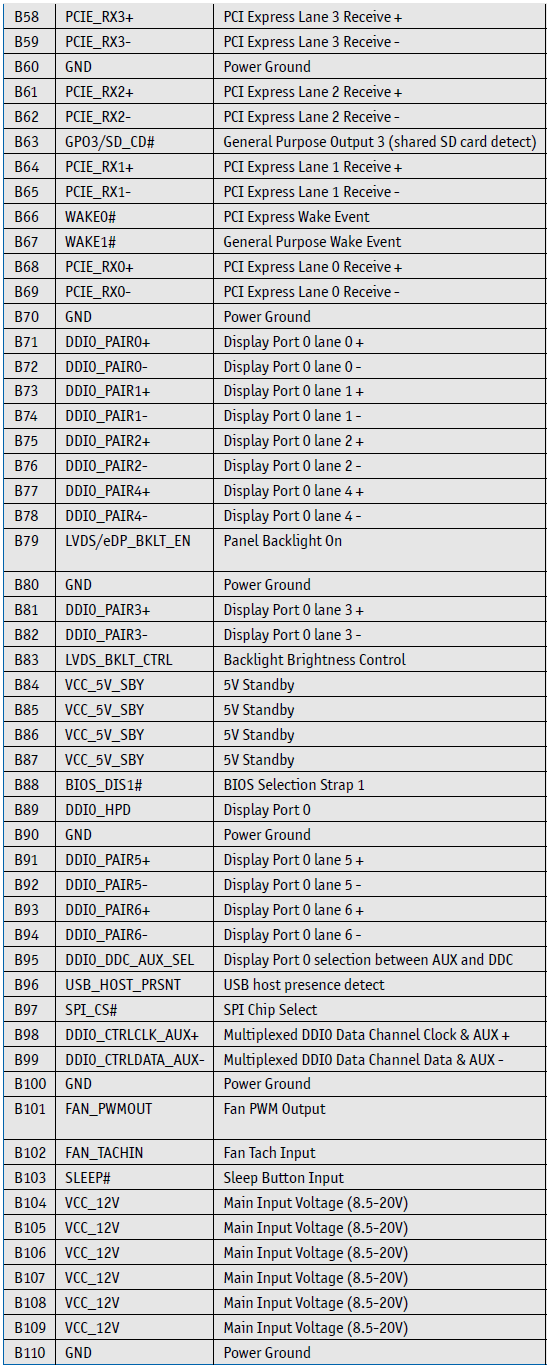 B58 PCIE_RX3+ PCI Express Lane 3 Receive +
B59 PCIE_RX3- PCI Express Lane 3 Receive -
B60 GND Power Ground
B61 PCIE_RX2+ PCI Express Lane 2 Receive +
B62 PCIE_RX2- PCI Express Lane 2 Receive -
B63 GPO3/SD_CD# General Purpose Output 3 (shared SD card detect)
B64 PCIE_RX1+ PCI Express Lane 1 Receive +
B65 PCIE_RX1- PCI Express Lane 1 Receive -
B66 WAKE0# PCI Express Wake Event
B67 WAKE1# General Purpose Wake Event
B68 PCIE_RX0+ PCI Express Lane 0 Receive +
B69 PCIE_RX0- PCI Express Lane 0 Receive -
B70 GND Power Ground
B71 DDI0_PAIR0+ Display Port 0 lane 0 +
B72 DDI0_PAIR0- Display Port 0 lane 0 -
B73 DDI0_PAIR1+ Display Port 0 lane 1 +
B74 DDI0_PAIR1- Display Port 0 lane 1 -
B75 DDI0_PAIR2+ Display Port 0 lane 2 +
B76 DDI0_PAIR2- Display Port 0 lane 2 -
B77 DDI0_PAIR4+ Display Port 0 lane 4 +
B78 DDI0_PAIR4- Display Port 0 lane 4 -
B79 LVDS/eDP_BKLT_EN Panel Backlight On
B80 GND Power Ground
B81 DDI0_PAIR3+ Display Port 0 lane 3 +
B82 DDI0_PAIR3- Display Port 0 lane 3 -
B83 LVDS_BKLT_CTRL Backlight Brightness Control
B84 VCC_5V_SBY 5V Standby
B85 VCC_5V_SBY 5V Standby
B86 VCC_5V_SBY 5V Standby
B87 VCC_5V_SBY 5V Standby
B88 BIOS_DIS1# BIOS Selection Strap 1
B89 DDI0_HPD Display Port 0
B90 GND Power Ground
B91 DDI0_PAIR5+ Display Port 0 lane 5 +
B92 DDI0_PAIR5- Display Port 0 lane 5 -
B93 DDI0_PAIR6+ Display Port 0 lane 6 +
B94 DDI0_PAIR6- Display Port 0 lane 6 -
B95 DDI0_DDC_AUX_SEL Display Port 0 selection between AUX and DDC
B96 USB_HOST_PRSNT USB host presence detect
B97 SPI_CS# SPI Chip Select
B98 DDI0_CTRLCLK_AUX+ Multiplexed DDI0 Data Channel Clock & AUX +
B99 DDI0_CTRLDATA_AUX- Multiplexed DDI0 Data Channel Data & AUX -
B100 GND Power Ground
B101 FAN_PWMOUT Fan PWM Output
B102 FAN_TACHIN Fan Tach Input
B103 SLEEP# Sleep Button Input
B104 VCC_12V Main Input Voltage (8.5-20V)
B105 VCC_12V Main Input Voltage (8.5-20V)
B106 VCC_12V Main Input Voltage (8.5-20V)
B107 VCC_12V Main Input Voltage (8.5-20V)
B108 VCC_12V Main Input Voltage (8.5-20V)
B109 VCC_12V Main Input Voltage (8.5-20V)
B110 GND Power Ground